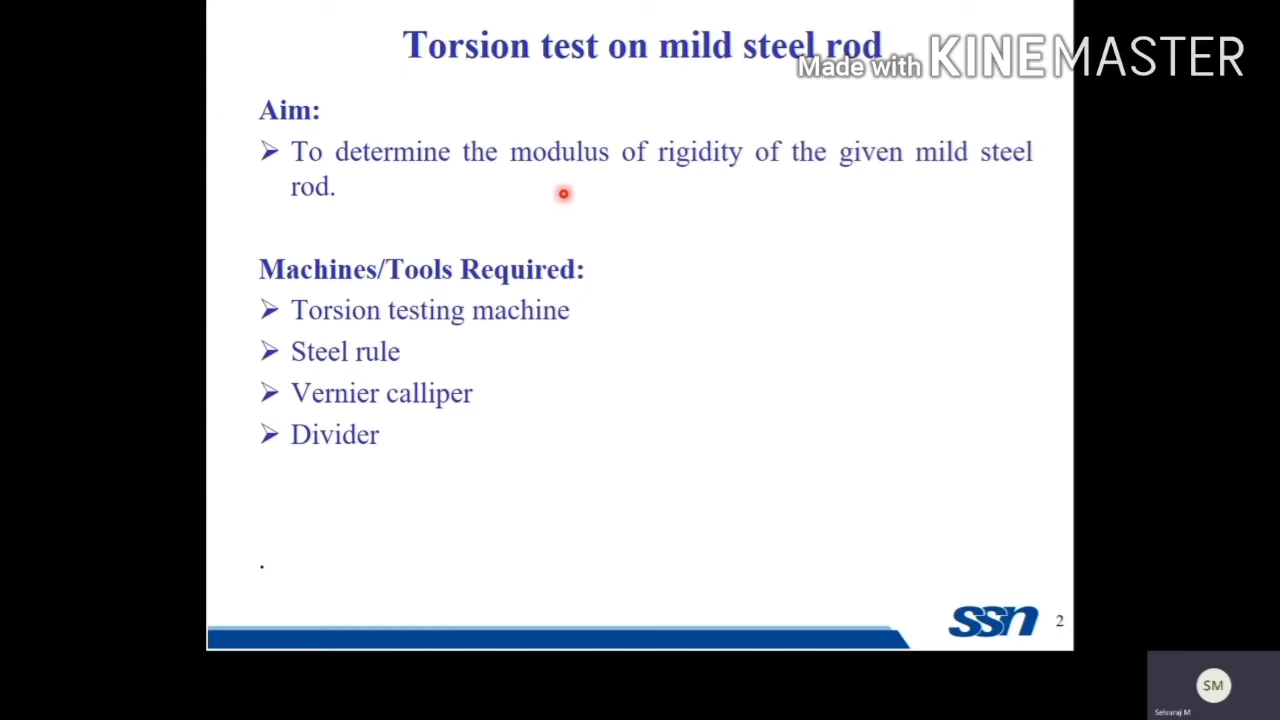 Torsion test on mild steel rod
Made with KINEMASTER
Aim:
➢ To determine the modulus of rigidity of the given mild steel
rod.
Machines/Tools Required:
➢ Torsion testing machine
➢ Steel rule
➢ Vernier calliper
➢ Divider
.
ssn
2
SM
Selvaraj M